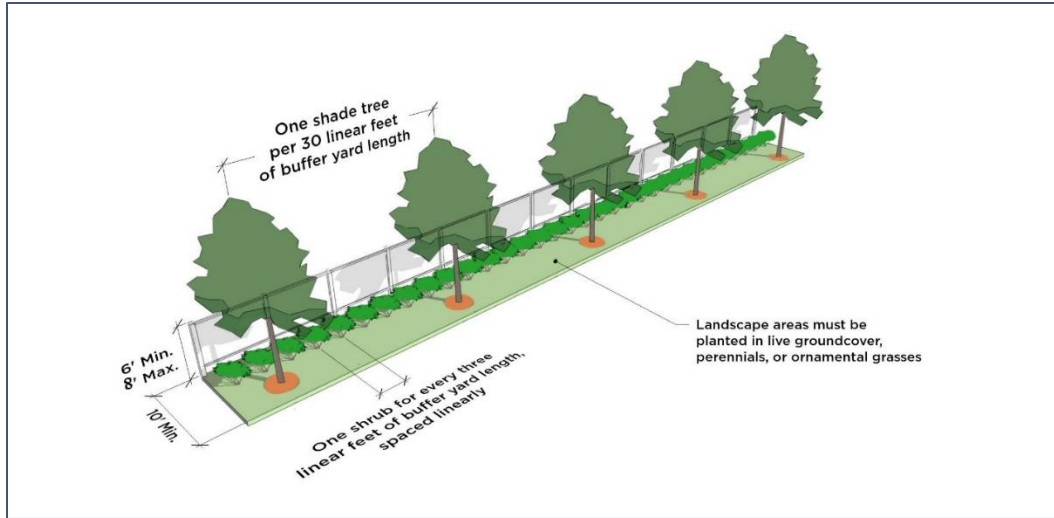 One shade tree
per 30 linear feet
of buffer yard length
6' Min.
8' Max.
10' Min.
One shrub for every three
linear feet of buffer yard length,
spaced linearly
Landscape areas must be
planted in live groundcover,
perennials, or ornamental grasses